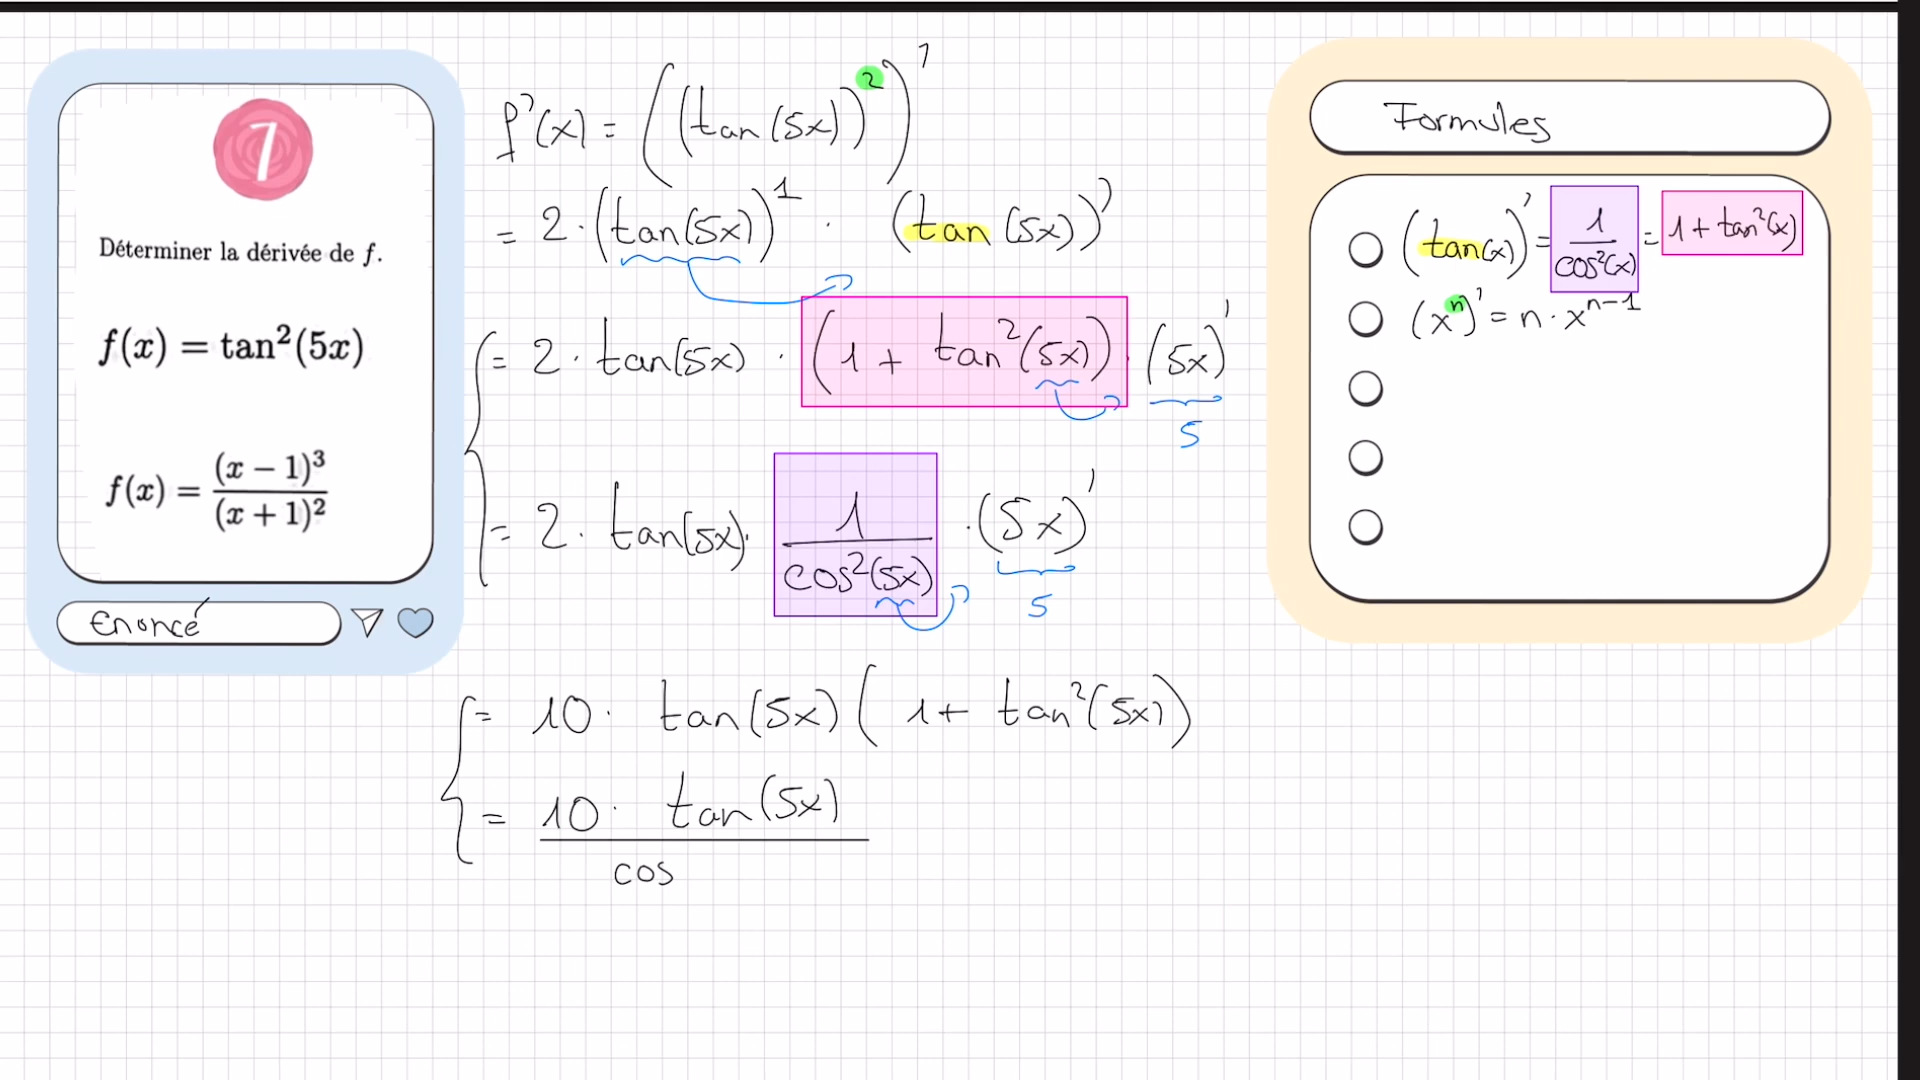 7
Déterminer la dérivée de f.
f(x) = tan²(5x)
f(x) = (x − 1)³ / (x + 1)²
Enoncé
f'(x) = ((tan(5x))²)'
= 2 · (tan(5x))¹ · (tan(5x))'
= 2 · tan(5x) · (1 + tan²(5x)) · (5x)'
5
= 2 · tan(5x) · 1 / cos²(5x) · (5x)'
5
= 10 · tan(5x) (1 + tan²(5x))
= 10 · tan(5x)
cos
Formules
(tan(x))' = 1 / cos²(x) = 1 + tan²(x)
(xⁿ)' = n · xⁿ⁻¹